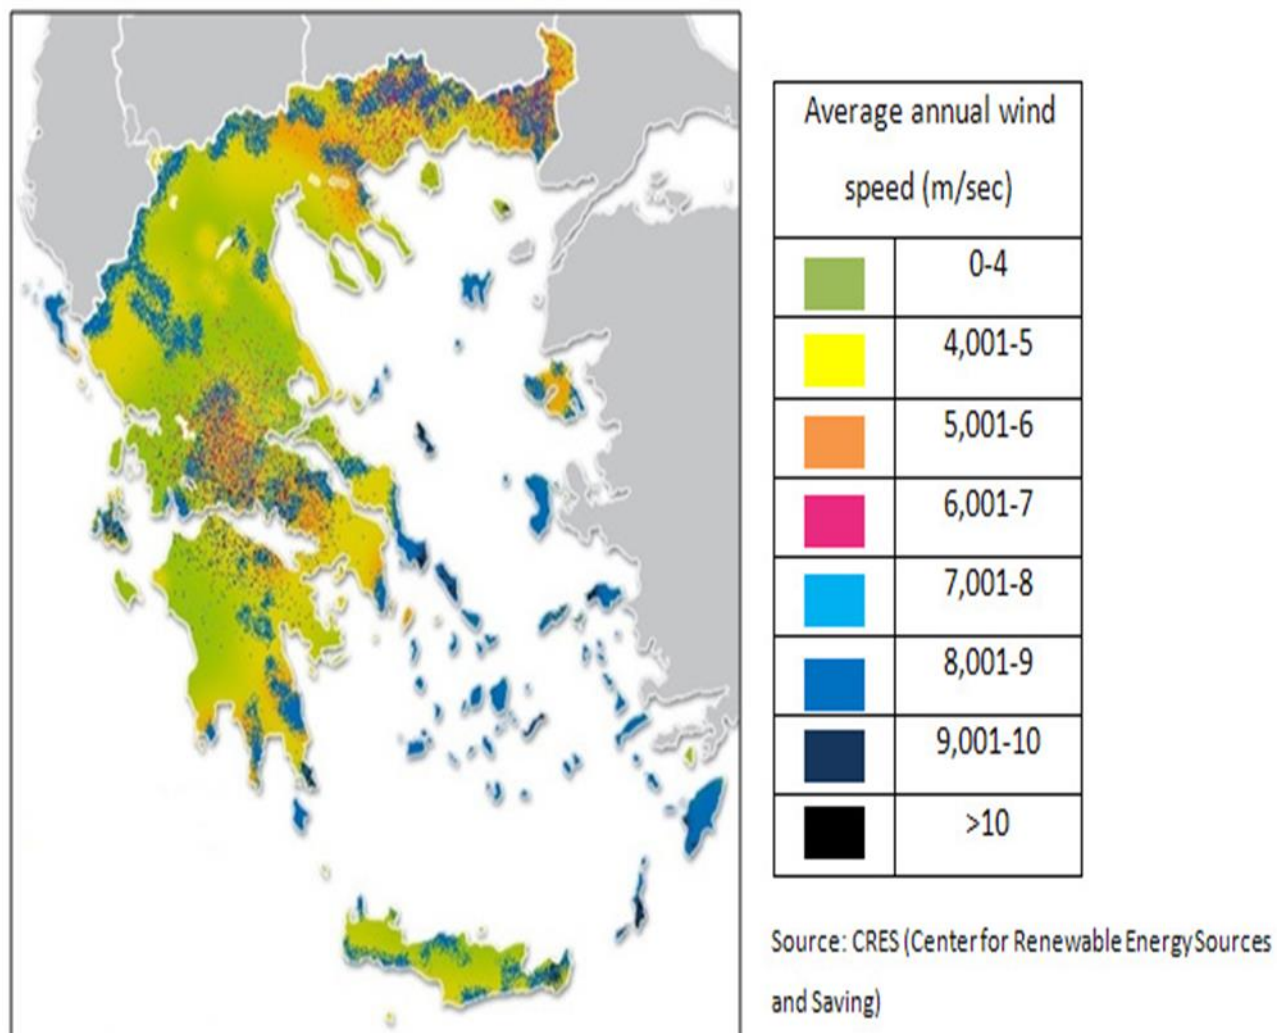 Average annual wind
speed (m/sec)
0-4
4,001-5
5,001-6
6,001-7
7,001-8
8,001-9
9,001-10
>10
Source: CRES (Center for Renewable Energy Sources
and Saving)